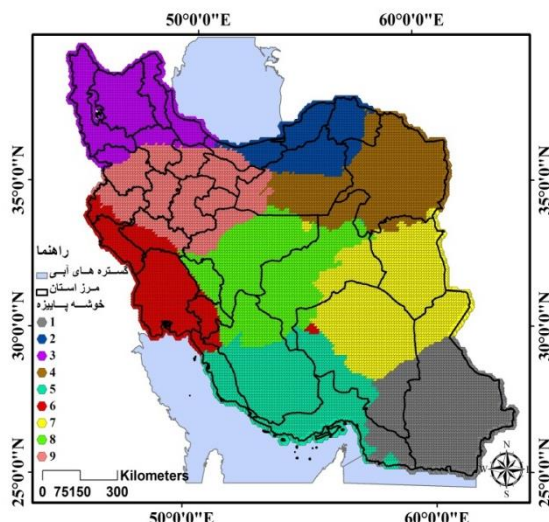 50°0'0"E 60°0'0"E
35°0'0"N 35°0'0"N
30°0'0"N 30°0'0"N
25°0'0"N 25°0'0"N
راهنما
گستره های آبی
مرز استان
خوشه پاییزه
1
2
3
4
5
6
7
8
9
Kilometers
0 75150 300
N
W E
S
50°0'0"E 60°0'0"E